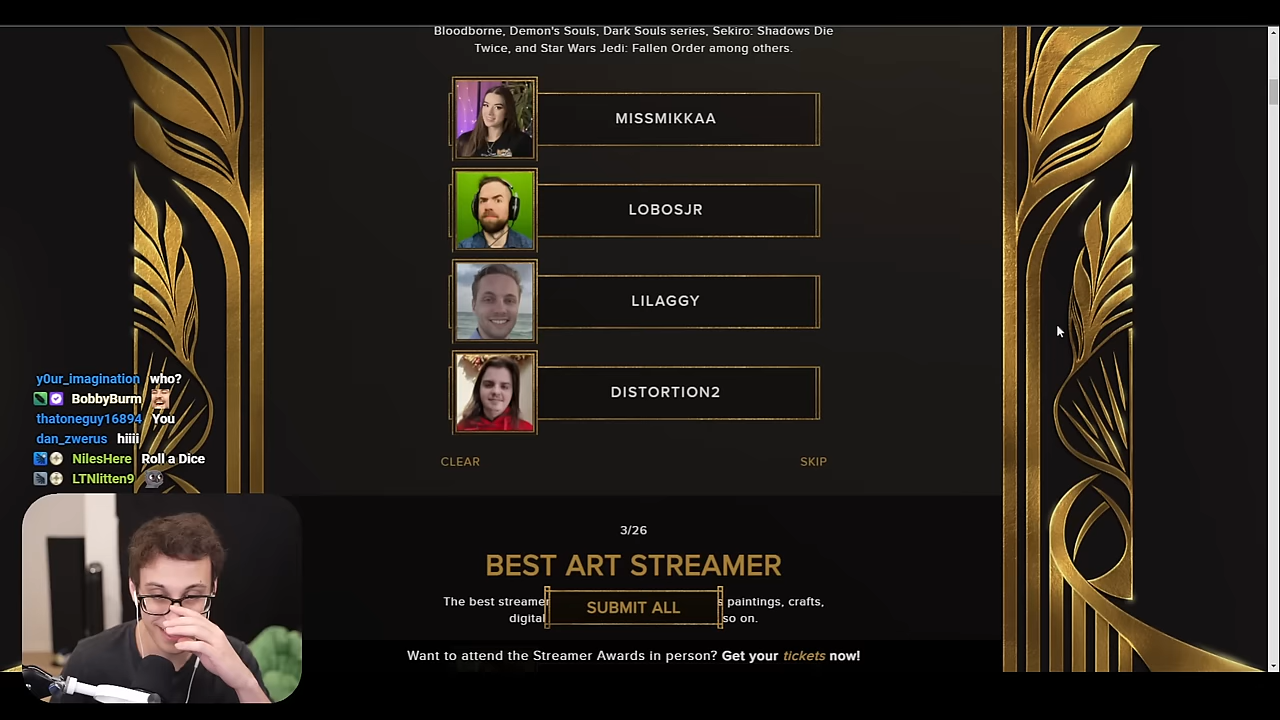 Bloodborne, Demon's Souls, Dark Souls series, Sekiro: Shadows Die
Twice, and Star Wars Jedi: Fallen Order among others.
MISSMIKKAA
LOBOSJR
LILAGGY
DISTORTION2
CLEAR
SKIP
y0ur_imagination who?
BobbyBurm
thatoneguy16894 You
dan_zwerus hiiii
NilesHere Roll a Dice
LTNlitten9
3/26
BEST ART STREAMER
The best streamer s paintings, crafts,
SUBMIT ALL
digital so on.
Want to attend the Streamer Awards in person? Get your tickets now!